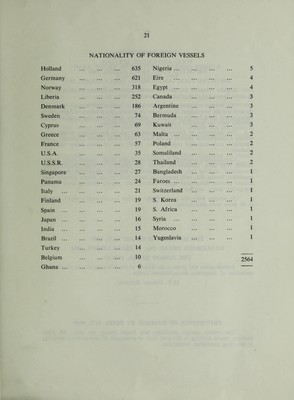 21
NATIONALITY OF FOREIGN VESSELS
Holland ... ... ... 635 Nigeria ... ... ... ... 5
Germany ... ... ... 621 Eire ... ... ... ... 4
Norway ... ... ... 318 Egypt ... ... ... ... 4
Liberia ... ... ... 252 Canada ... ... ... 3
Denmark ... ... ... 186 Argentine ... ... ... 3
Sweden ... ... ... 74 Bermuda ... ... ... 3
Cyprus ... ... ... 69 Kuwait ... ... ... 3
Greece ... ... ... 63 Malta ... ... ... ... 2
France ... ... ... 57 Poland ... ... ... 2
U.S.A. ... ... ... 35 Somaliland ... ... ... 2
U.S.S.R. ... ... ... 28 Thailand ... ... ... 2
Singapore ... ... ... 27 Bangladesh ... ... ... 1
Panama ... ... ... 24 Faroes ... ... ... ... 1
Italy ... ... ... ... 21 Switzerland ... ... ... 1
Finland ... ... ... 19 S. Korea ... ... ... 1
Spain ... ... ... ... 19 S. Africa ... ... ... 1
Japan ... ... ... ... 16 Syria ... ... ... ... 1
India ... ... ... ... 15 Morocco ... ... ... 1
Brazil ... ... ... ... 14 Yugoslavia ... ... ... 1
Turkey ... ... ... 14
Belgium ... ... ... 10 2564
Ghana ... ... ... ... 6